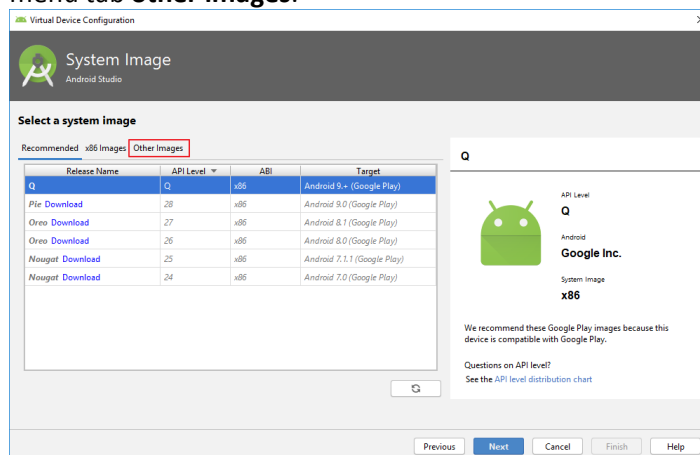 menu tab Other Images.
Virtual Device Configuration
System Image
Android Studio
Select a system image
Recommended x86 Images Other Images
Release Name API Level ABI Target
Q Q x86 Android 9.+ (Google Play)
Pie Download 28 x86 Android 9.0 (Google Play)
Oreo Download 27 x86 Android 8.1 (Google Play)
Oreo Download 26 x86 Android 8.0 (Google Play)
Nougat Download 25 x86 Android 7.1.1 (Google Play)
Nougat Download 24 x86 Android 7.0 (Google Play)
Q
API Level
Q
Android
Google Inc.
System Image
x86
We recommend these Google Play images because this
device is compatible with Google Play.
Questions on API level?
See the API level distribution chart
Previous Next Cancel Finish Help